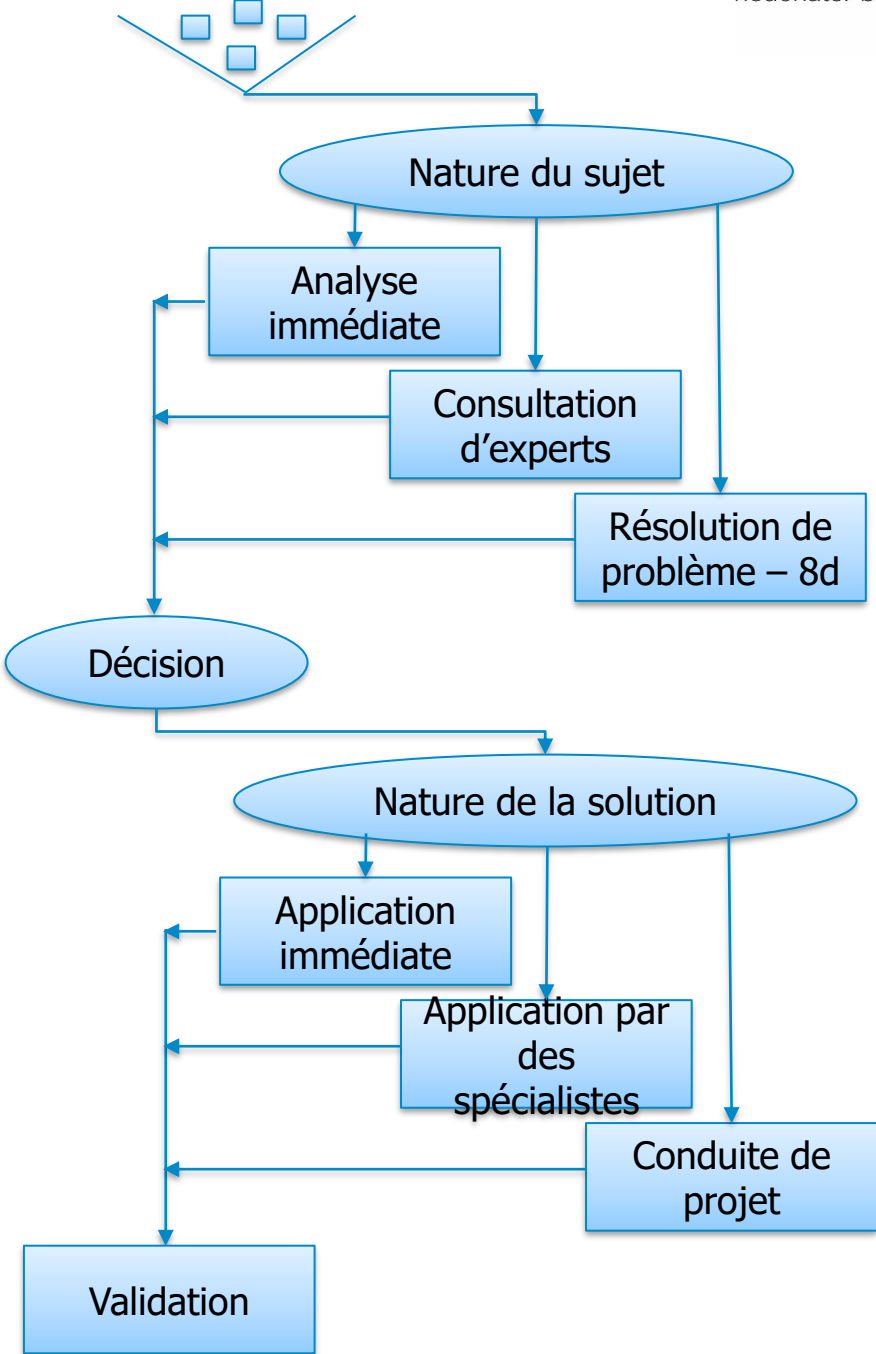 Nature du sujet
Analyse
immédiate
Consultation
d’experts
Résolution de
problème – 8d
Décision
Nature de la solution
Application
immédiate
Application par
des
spécialistes
Conduite de
projet
Validation